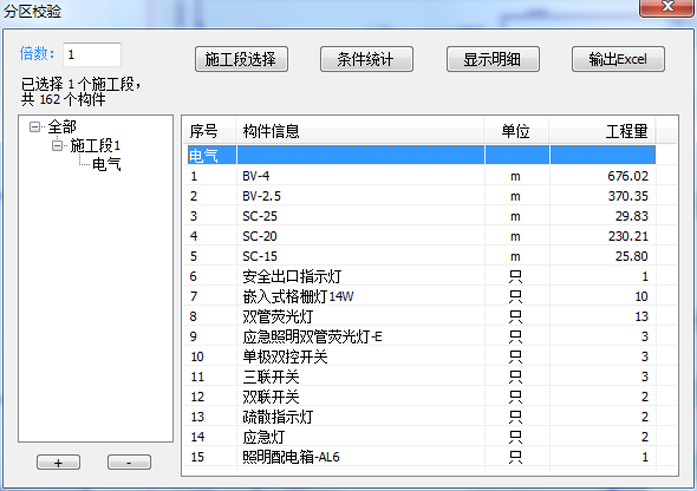 分区校验
倍数: 1
施工段选择 条件统计 显示明细 输出Excel
已选择 1 个施工段，
共 162 个构件
全部
施工段1
电气
序号 构件信息 单位 工程量
电气
1 BV-4 m 676.02
2 BV-2.5 m 370.35
3 SC-25 m 29.83
4 SC-20 m 230.21
5 SC-15 m 25.80
6 安全出口指示灯 只 1
7 嵌入式格栅灯14W 只 10
8 双管荧光灯 只 13
9 应急照明双管荧光灯-E 只 3
10 单极双控开关 只 3
11 三联开关 只 3
12 双联开关 只 2
13 疏散指示灯 只 2
14 应急灯 只 2
15 照明配电箱-AL6 只 1
+ -